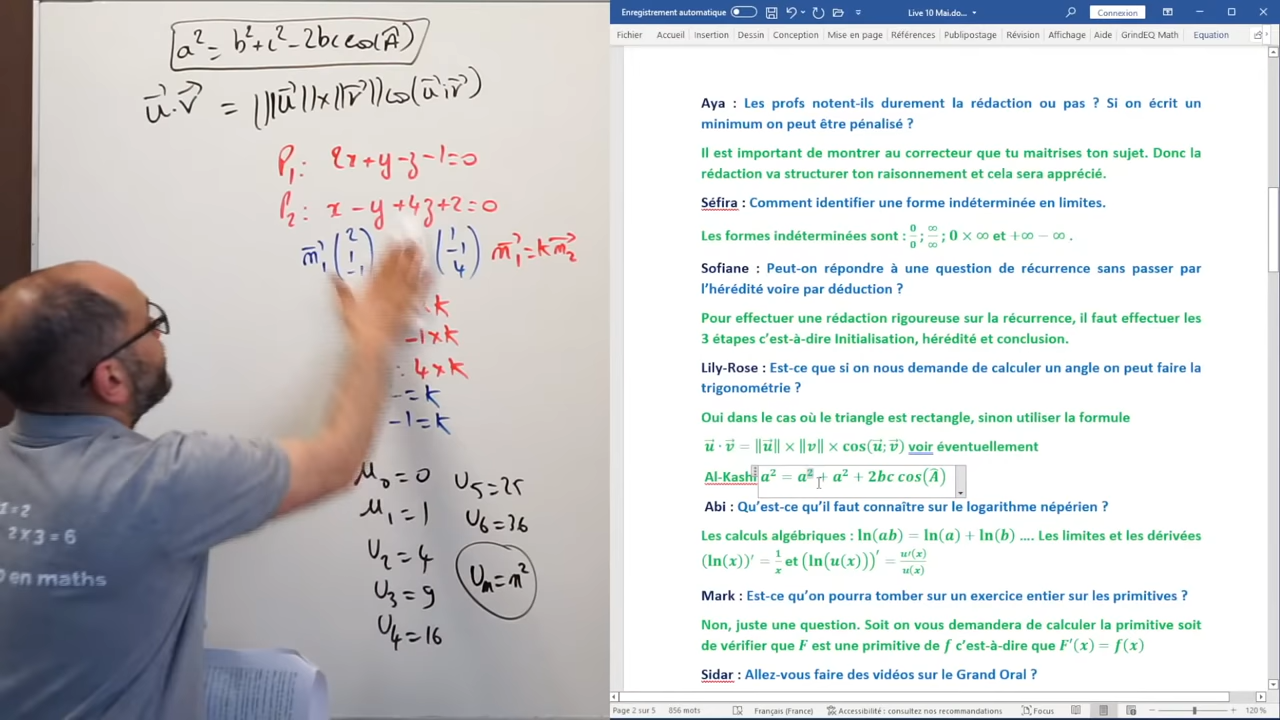 a² = b² + c² - 2bc cos(Â)
u⃗.v⃗ = ||u⃗||×||v⃗|| cos(u⃗;v⃗)
P₁: 2x+y-z-1=0
P₂: x-y+4z+2=0
n⃗₁(2 1 -1) (1 -1 4) n⃗₁=kn⃗₂
k
-1×k
: 4×k
=k
-1=k
U₀=0 U₅=25
U₁=1 U₆=36
U₂=4 Uₙ=n²
U₃=9
U₄=16
1=2
2x3=6
en maths
Enregistrement automatique Live 10 Mai.do... Connexion
Fichier Accueil Insertion Dessin Conception Mise en page Références Publipostage Révision Affichage Aide GrindEQ Math Equation
Aya : Les profs notent-ils durement la rédaction ou pas ? Si on écrit un
minimum on peut être pénalisé ?
Il est important de montrer au correcteur que tu maitrises ton sujet. Donc la
rédaction va structurer ton raisonnement et cela sera apprécié.
Séfira : Comment identifier une forme indéterminée en limites.
Les formes indéterminées sont : 0/0 ; ∞/∞ ; 0 × ∞ et +∞ − ∞ .
Sofiane : Peut-on répondre à une question de récurrence sans passer par
l’hérédité voire par déduction ?
Pour effectuer une rédaction rigoureuse sur la récurrence, il faut effectuer les
3 étapes c’est-à-dire Initialisation, hérédité et conclusion.
Lily-Rose : Est-ce que si on nous demande de calculer un angle on peut faire la
trigonométrie ?
Oui dans le cas où le triangle est rectangle, sinon utiliser la formule
u⃗ · v⃗ = ‖u⃗‖ × ‖v‖ × cos(u⃗; v⃗) voir éventuellement
Al-Kashi a² = a² + a² + 2bc cos(Â)
Abi : Qu’est-ce qu’il faut connaître sur le logarithme népérien ?
Les calculs algébriques : ln(ab) = ln(a) + ln(b) …. Les limites et les dérivées
(ln(x))′ = 1/x et (ln(u(x)))′ = u′(x)/u(x)
Mark : Est-ce qu’on pourra tomber sur un exercice entier sur les primitives ?
Non, juste une question. Soit on vous demandera de calculer la primitive soit
de vérifier que F est une primitive de f c’est-à-dire que F′(x) = f(x)
Sidar : Allez-vous faire des vidéos sur le Grand Oral ?
Page 2 sur 5 856 mots Français (France) Accessibilité : consultez nos recommandations Focus 120 %